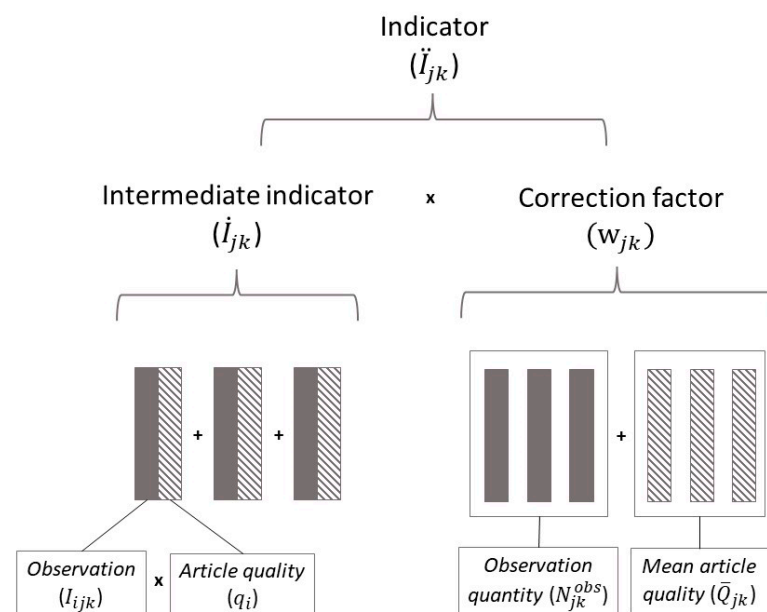 Indicator
(Ï_jk)
Intermediate indicator x Correction factor
(İ_jk) (w_jk)
+ + +
Observation x Article quality Observation Mean article
(I_ijk) (q_i) quantity (N_jk^obs) quality (Q̄_jk)